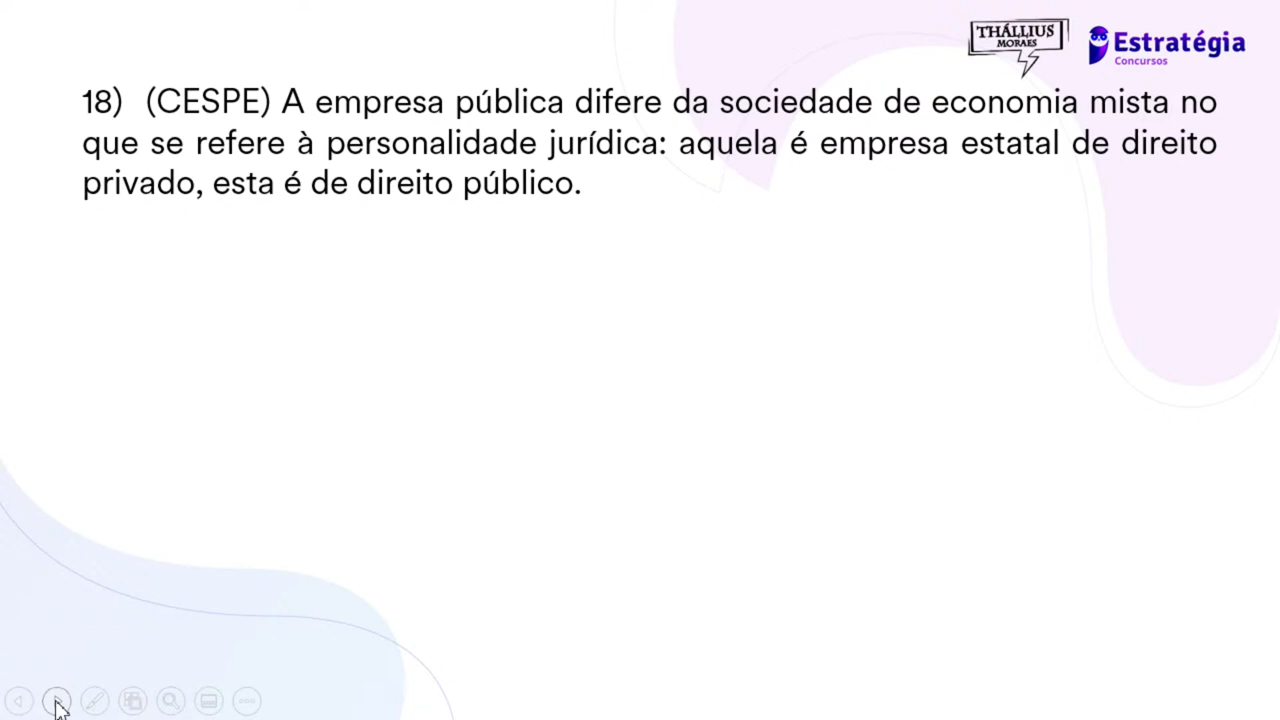 THÁLLIUS
MORAES
Estratégia
Concursos
18) (CESPE) A empresa pública difere da sociedade de economia mista no
que se refere à personalidade jurídica: aquela é empresa estatal de direito
privado, esta é de direito público.